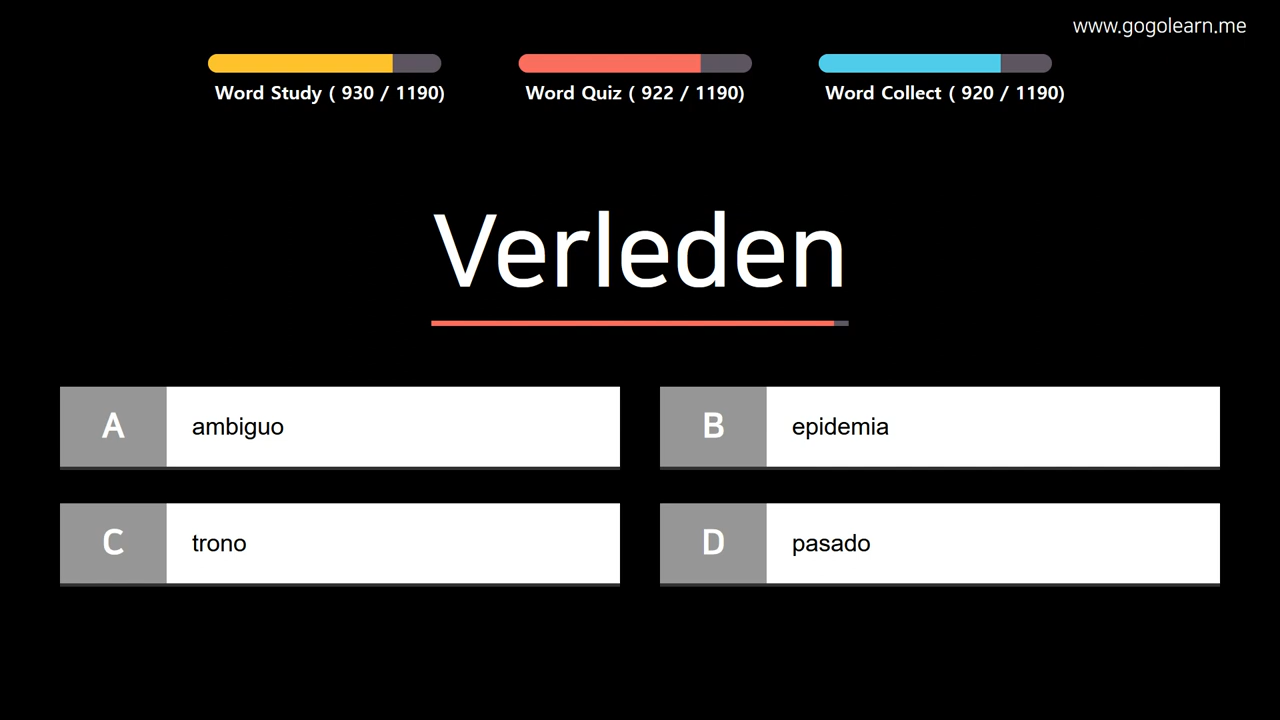 www.gogolearn.me
Word Study ( 930 / 1190)
Word Quiz ( 922 / 1190)
Word Collect ( 920 / 1190)
Verleden
A
ambiguo
B
epidemia
C
trono
D
pasado